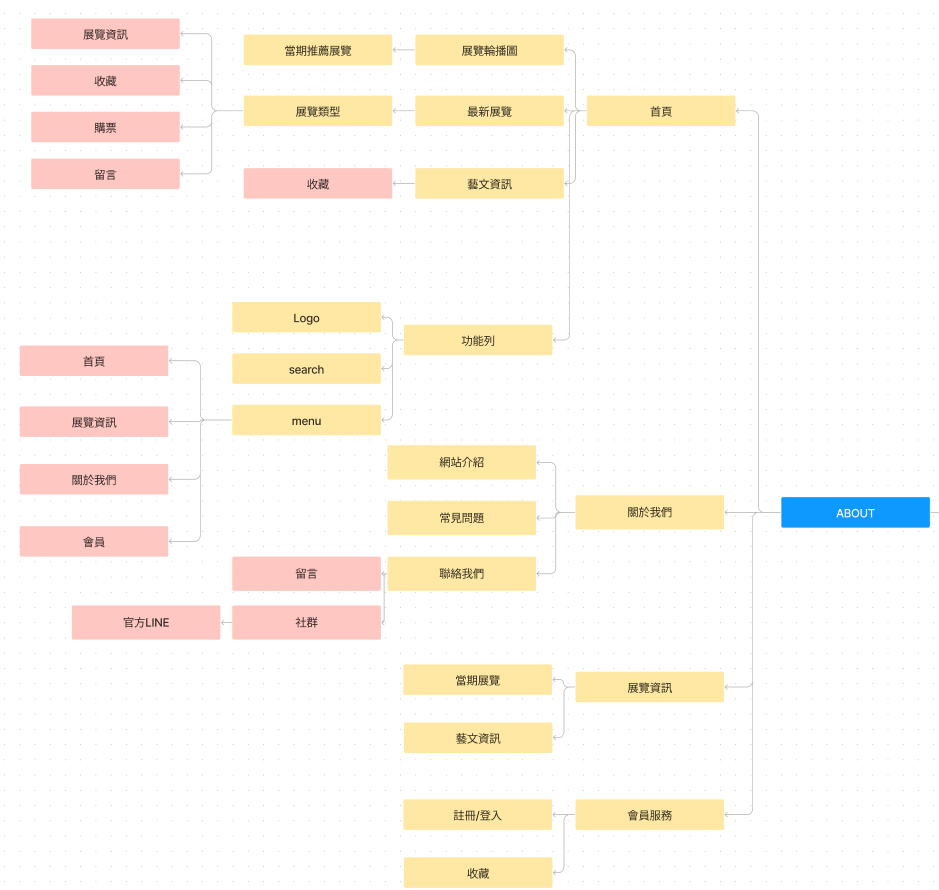 展覽資訊
收藏
購票
留言
當期推薦展覽
展覽類型
收藏
展覽輪播圖
最新展覽
藝文資訊
首頁
Logo
search
menu
功能列
首頁
展覽資訊
關於我們
會員
網站介紹
常見問題
聯絡我們
關於我們
ABOUT
留言
社群
官方LINE
當期展覽
藝文資訊
展覽資訊
註冊/登入
收藏
會員服務